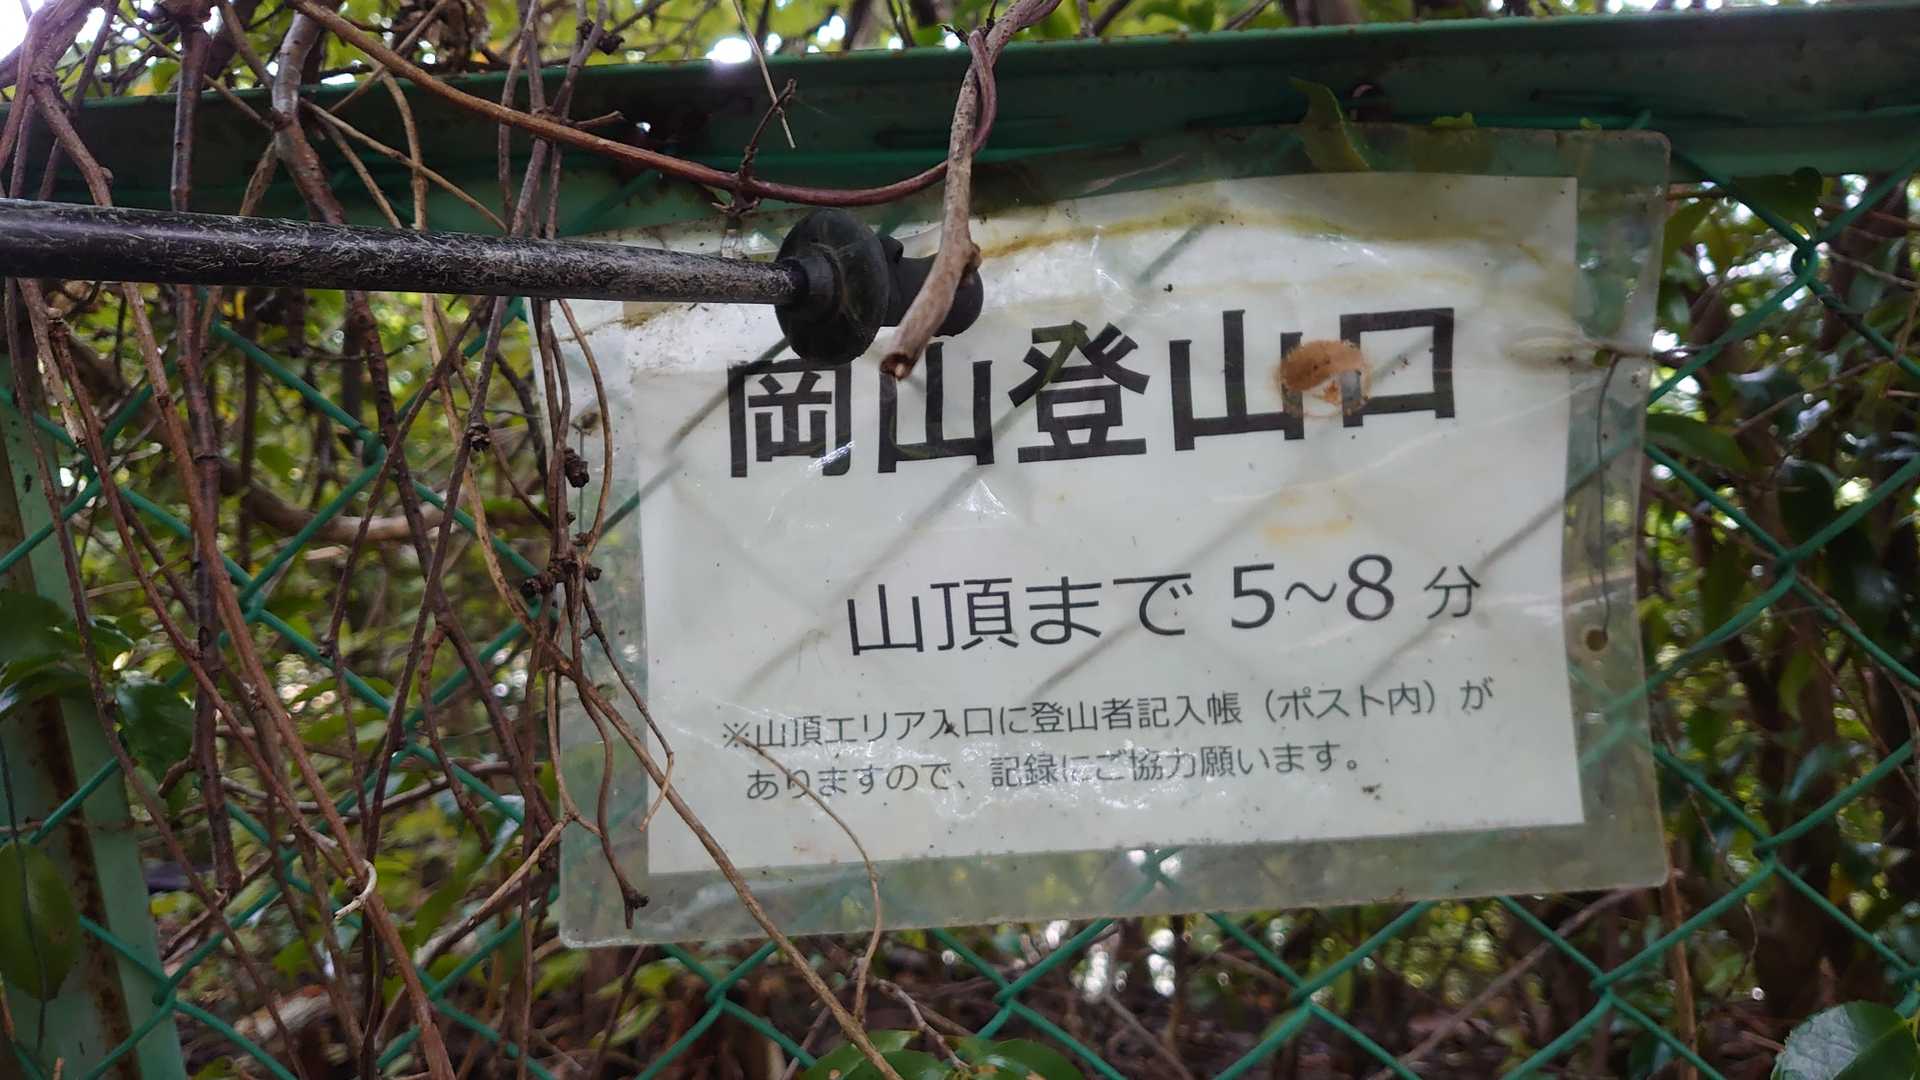 岡山登山口
山頂まで 5~8 分
※山頂エリア入口に登山者記入帳（ポスト内）が
ありますので、記録にご協力願います。